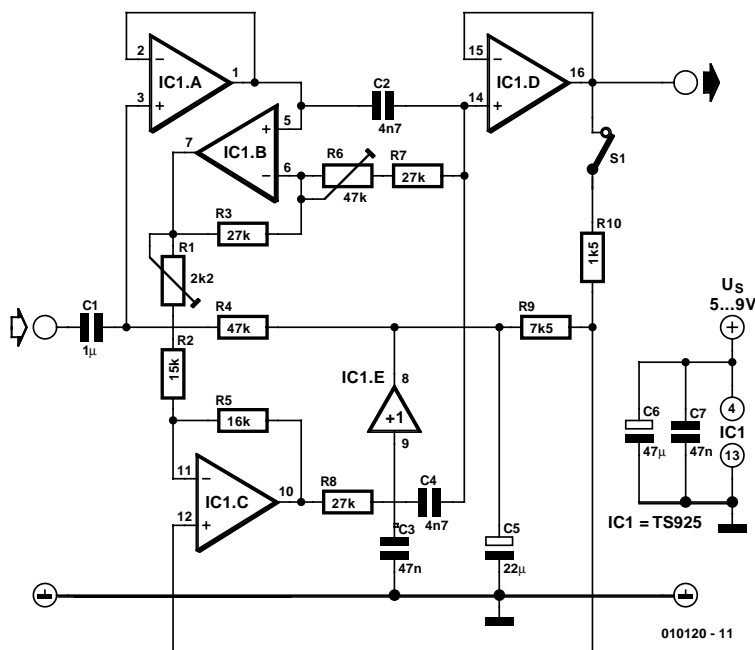 2
15
IC1.A
1
IC1.D
16
3
C2
14
4n7
5
7
IC1.B
6
R6
R7
S1
47k
27k
R3
27k
R10
1k5
R1
2k2
U_S
5...9V
C1
R4
R9
1µ
47k
7k5
R2
15k
IC1.E
8
4
R5
+1
C6
C7
IC1
16k
9
47µ
47n
13
11
IC1.C
10
R8
C4
27k
4n7
12
C3
C5
IC1 = TS925
47n
22µ
010120 - 11